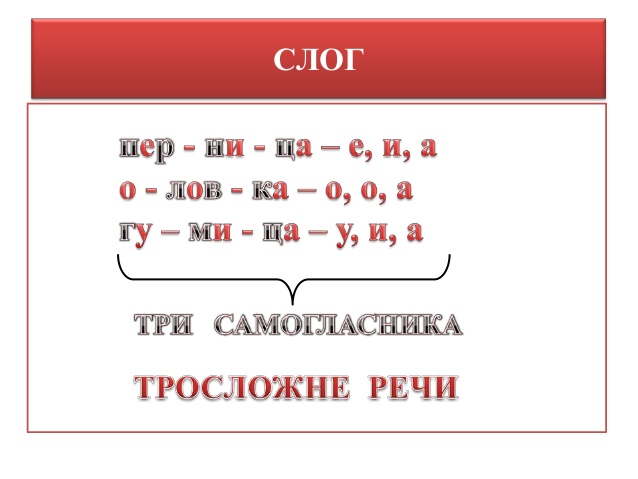 СЛОГ
пер - ни - ца – е, и, а
о - лов - ка – о, о, а
гу – ми - ца – у, и, а
ТРИ САМОГЛАСНИКА
ТРОСЛОЖНЕ РЕЧИ